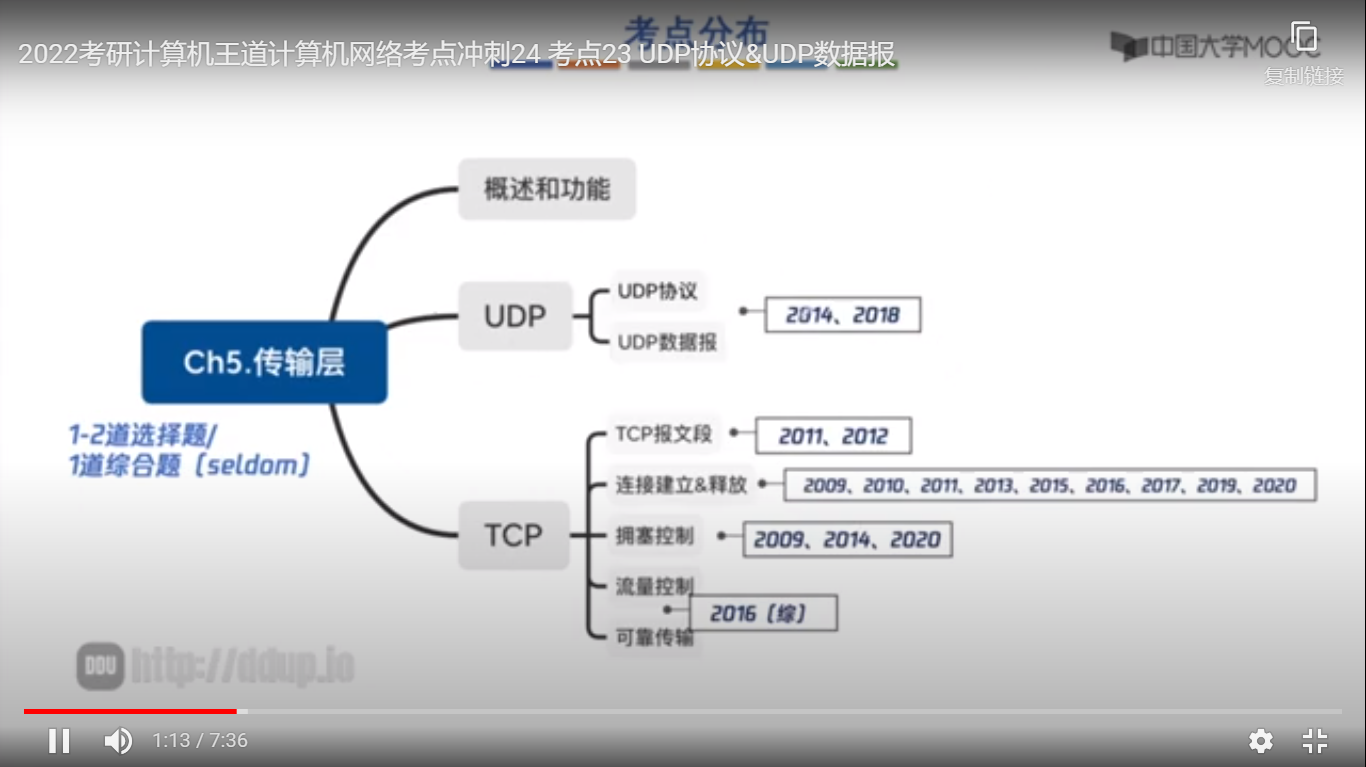 考点分布
2022考研计算机王道计算机网络考点冲刺24 考点23 UDP协议&UDP数据报
中国大学MOOC
复制链接
概述和功能
UDP
UDP协议
UDP数据报
2014、2018
Ch5.传输层
1-2道选择题/
1道综合题（seldom）
TCP
TCP报文段
2011、2012
连接建立&释放
2009、2010、2011、2013、2015、2016、2017、2019、2020
拥塞控制
2009、2014、2020
流量控制
2016（综）
可靠传输
DDU
http://ddup.io
1:13 / 7:36